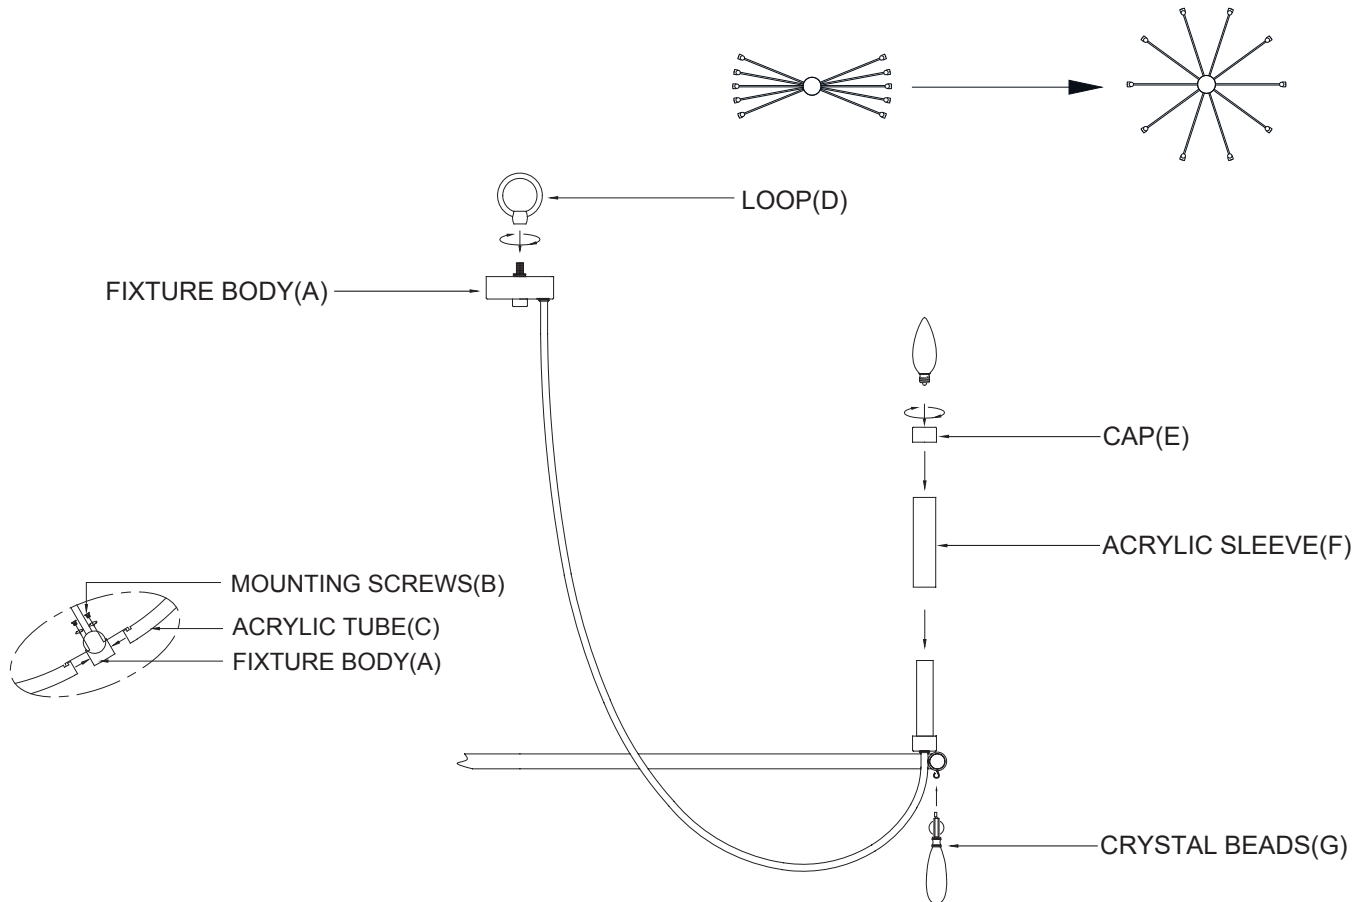 LOOP(D)
FIXTURE BODY(A)
CAP(E)
ACRYLIC SLEEVE(F)
MOUNTING SCREWS(B)
ACRYLIC TUBE(C)
FIXTURE BODY(A)
CRYSTAL BEADS(G)